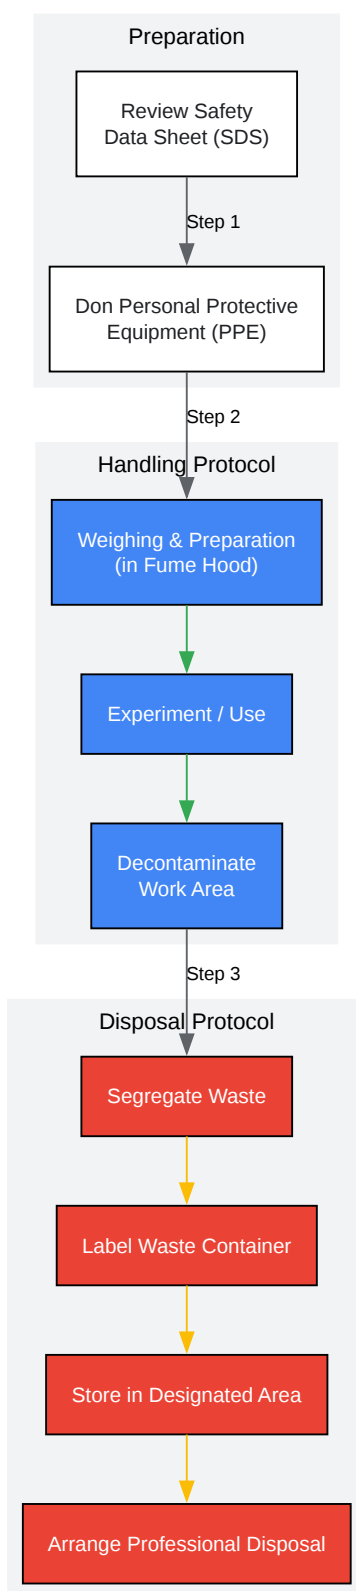 Preparation
Review Safety
Data Sheet (SDS)
Step 1
Don Personal Protective
Equipment (PPE)
Step 2
Handling Protocol
Weighing & Preparation
(in Fume Hood)
Experiment / Use
Decontaminate
Work Area
Step 3
Disposal Protocol
Segregate Waste
Label Waste Container
Store in Designated Area
Arrange Professional Disposal